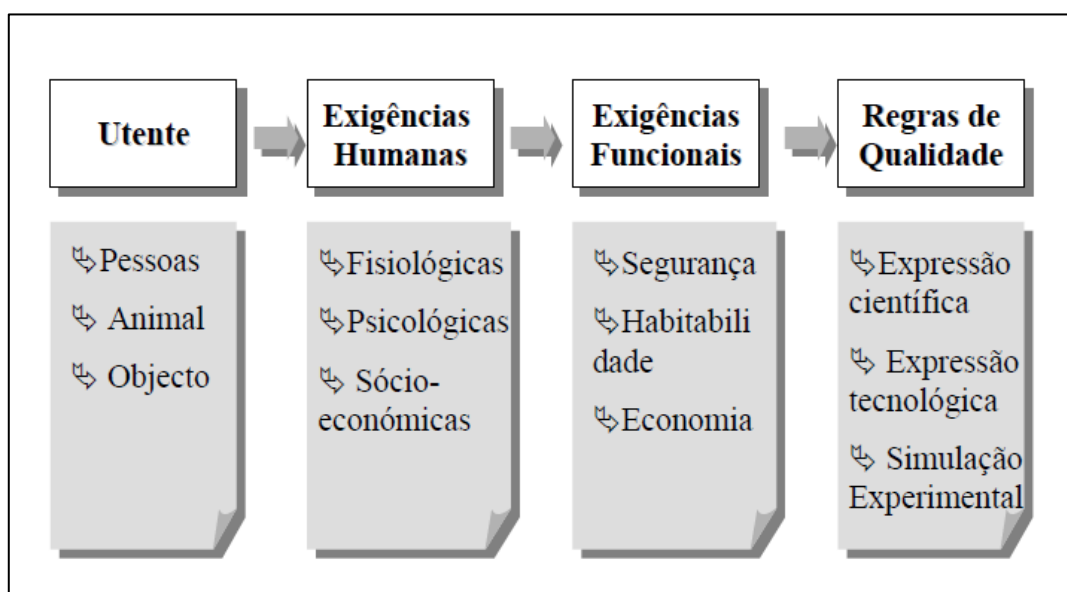 Utente
Exigências
Humanas
Exigências
Funcionais
Regras de
Qualidade
Pessoas
Animal
Objecto
Fisiológicas
Psicológicas
Sócio-
económicas
Segurança
Habitabili
dade
Economia
Expressão
científica
Expressão
tecnológica
Simulação
Experimental